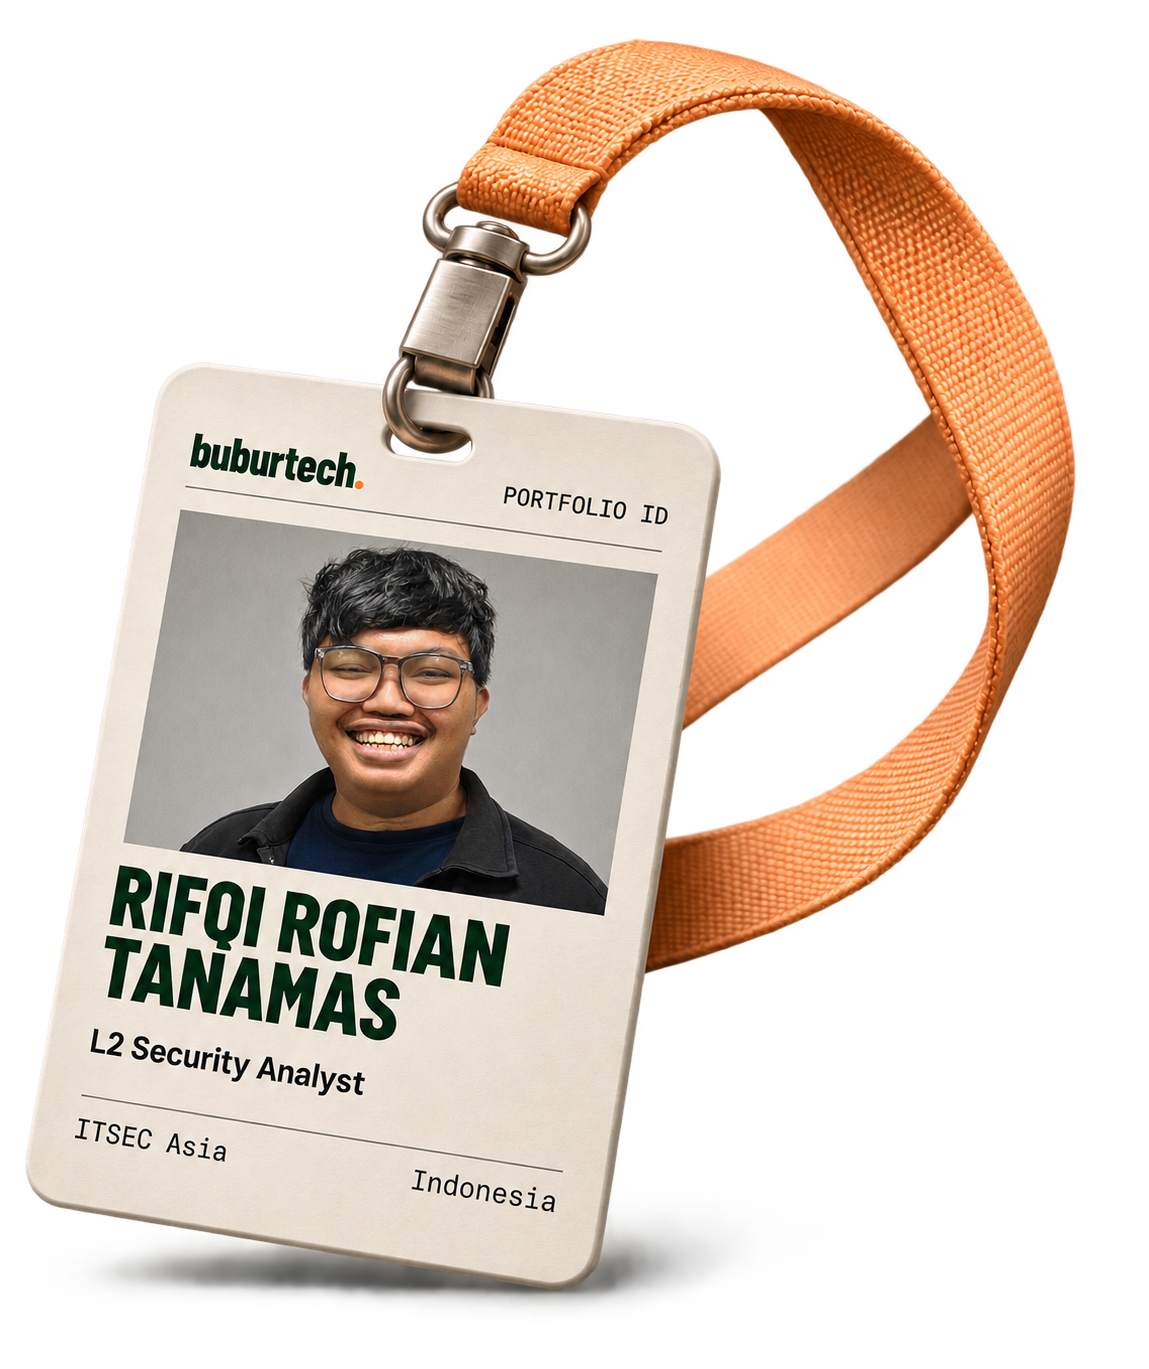 buburtech.
PORTFOLIO ID
RIFQI ROFIAN
TANAMAS
L2 Security Analyst
ITSEC Asia
Indonesia